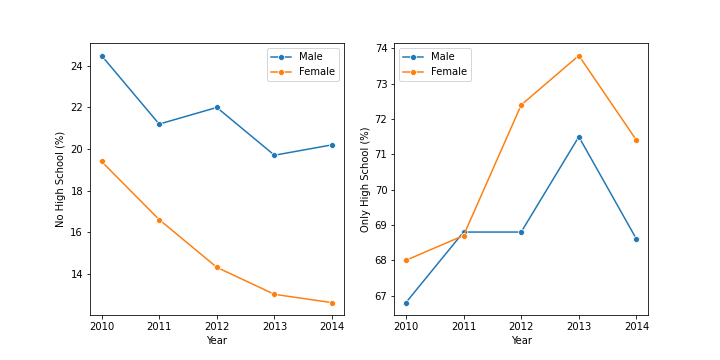 No High School (%)
24
22
20
18
16
14
Male
Female
2010 2011 2012 2013 2014
Year
Only High School (%)
74
73
72
71
70
69
68
67
Male
Female
2010 2011 2012 2013 2014
Year